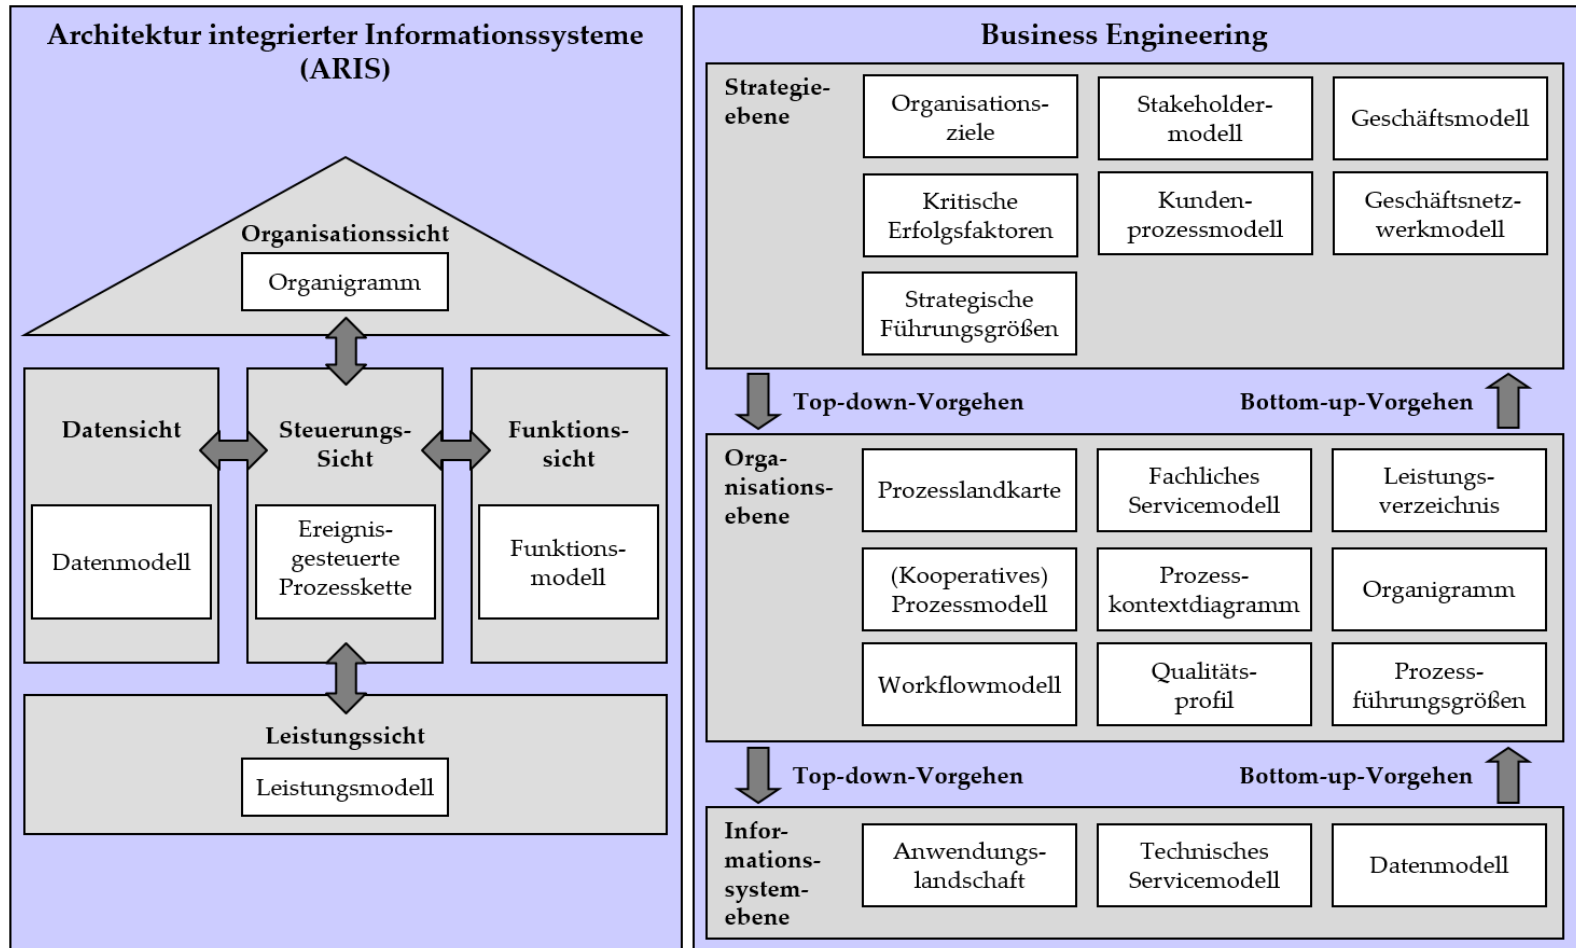 Architektur integrierter Informationssysteme
(ARIS)
Organisationssicht
Organigramm
Datensicht
Datenmodell
Steuerungs-
Sicht
Ereignis-
gesteuerte
Prozesskette
Funktions-
sicht
Funktions-
modell
Leistungssicht
Leistungsmodell
Business Engineering
Strategie-
ebene
Organisations-
ziele
Stakeholder-
modell
Geschäftsmodell
Kritische
Erfolgsfaktoren
Kunden-
prozessmodell
Geschäftsnetz-
werkmodell
Strategische
Führungsgrößen
Top-down-Vorgehen
Bottom-up-Vorgehen
Orga-
nisations-
ebene
Prozesslandkarte
Fachliches
Servicemodell
Leistungs-
verzeichnis
(Kooperatives)
Prozessmodell
Prozess-
kontextdiagramm
Organigramm
Workflowmodell
Qualitäts-
profil
Prozess-
führungsgrößen
Top-down-Vorgehen
Bottom-up-Vorgehen
Infor-
mations-
system-
ebene
Anwendungs-
landschaft
Technisches
Servicemodell
Datenmodell